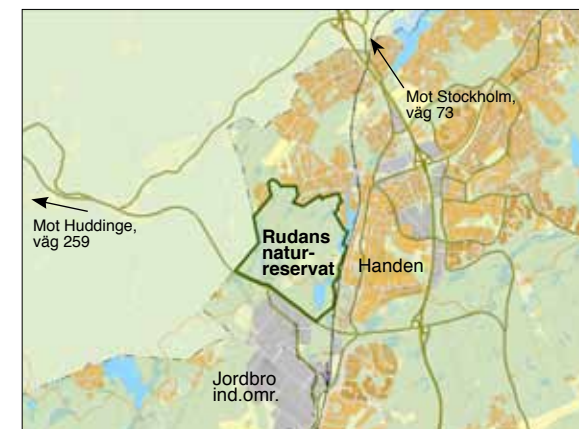 Mot Stockholm,
väg 73
Mot Huddinge,
väg 259
Rudans
natur-
reservat
Handen
Jordbro
ind.omr.